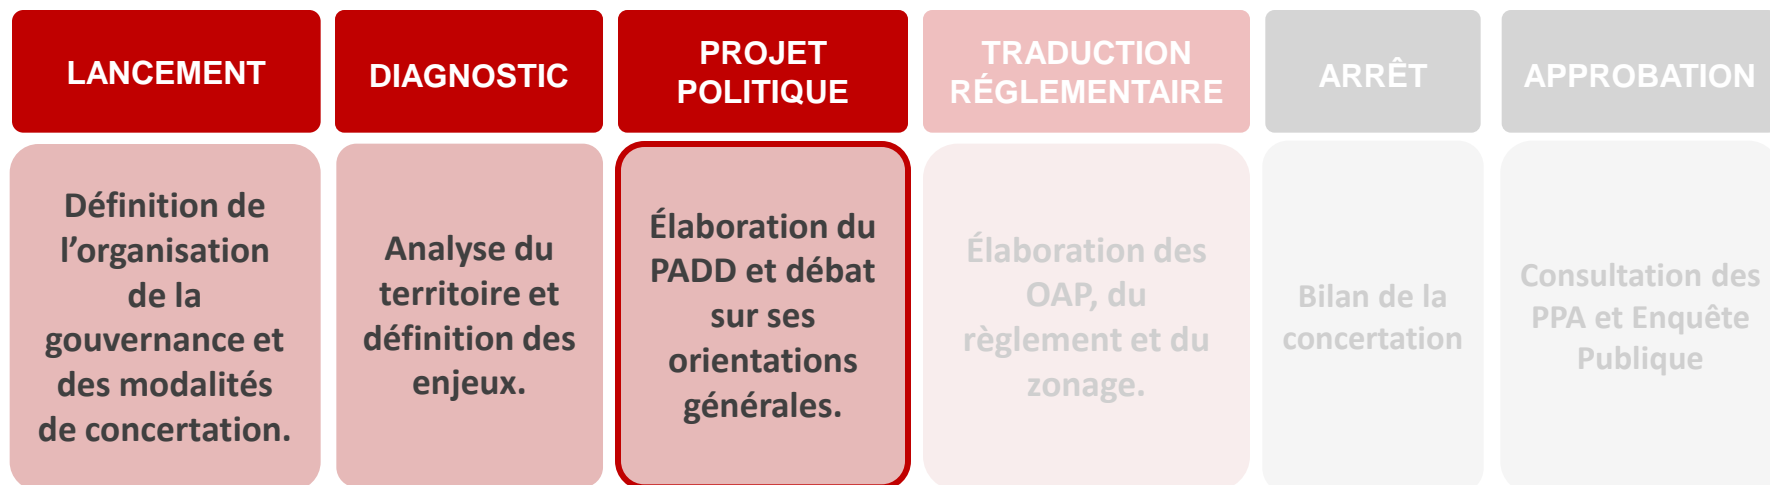 LANCEMENT
DIAGNOSTIC
PROJET
POLITIQUE
TRADUCTION
RÉGLEMENTAIRE
ARRÊT
APPROBATION
Définition de
l’organisation
de la
gouvernance et
des modalités
de concertation.
Analyse du
territoire et
définition des
enjeux.
Élaboration du
PADD et débat
sur ses
orientations
générales.
Élaboration des
OAP, du
règlement et du
zonage.
Bilan de la
concertation
Consultation des
PPA et Enquête
Publique